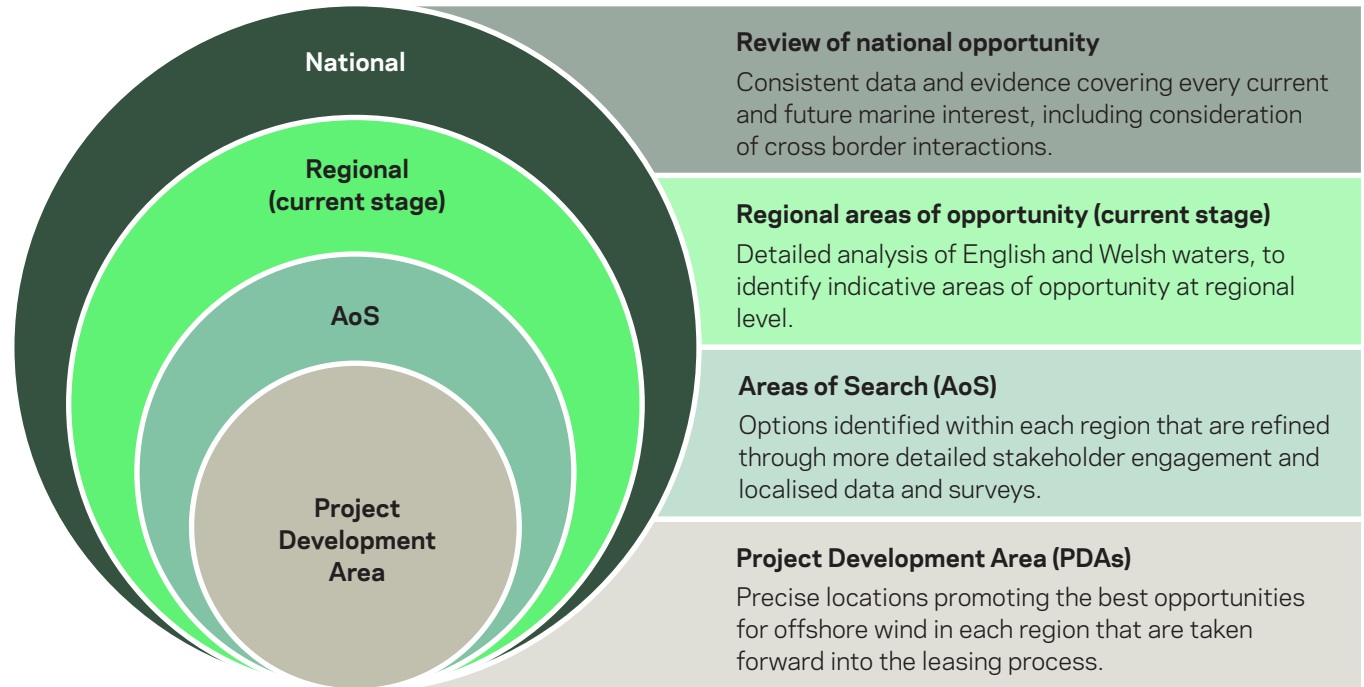 National
Regional
(current stage)
AoS
Project
Development
Area
Review of national opportunity
Consistent data and evidence covering every current
and future marine interest, including consideration
of cross border interactions.
Regional areas of opportunity (current stage)
Detailed analysis of English and Welsh waters, to
identify indicative areas of opportunity at regional
level.
Areas of Search (AoS)
Options identified within each region that are refined
through more detailed stakeholder engagement and
localised data and surveys.
Project Development Area (PDAs)
Precise locations promoting the best opportunities
for offshore wind in each region that are taken
forward into the leasing process.